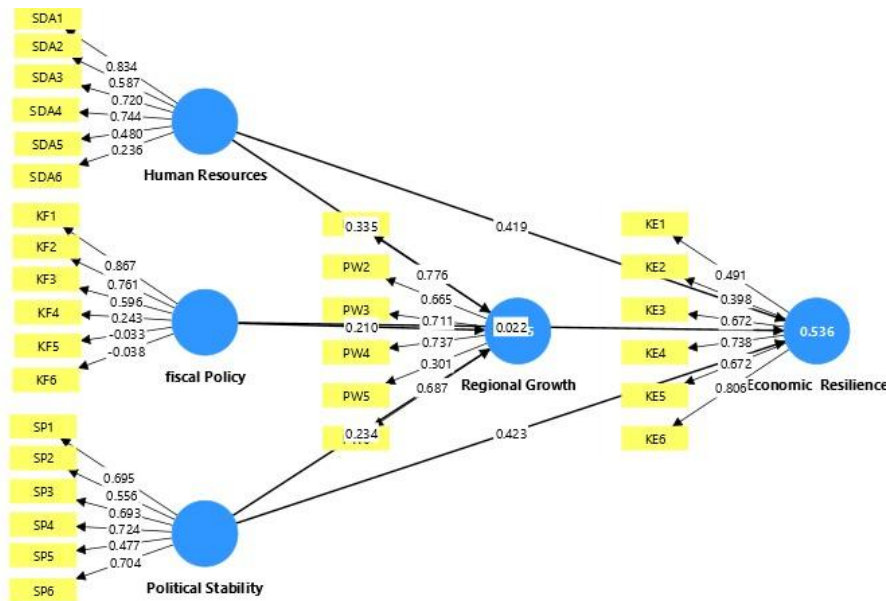 SDA1
SDA2
SDA3
SDA4
SDA5
SDA6
0.834
0.587
0.720
0.744
0.480
0.236
Human Resources
KF1
KF2
KF3
KF4
KF5
KF6
0.867
0.761
0.596
0.243
-0.033
-0.038
fiscal Policy
SP1
SP2
SP3
SP4
SP5
SP6
0.695
0.556
0.693
0.724
0.477
0.704
Political Stability
0.335
0.210
0.234
PW2
PW3
PW4
PW5
0.776
0.665
0.711
0.737
0.301
0.687
0.022
Regional Growth
0.419
0.423
KE1
KE2
KE3
KE4
KE5
KE6
0.491
0.398
0.672
0.738
0.672
0.806
0.536
Economic Resilience